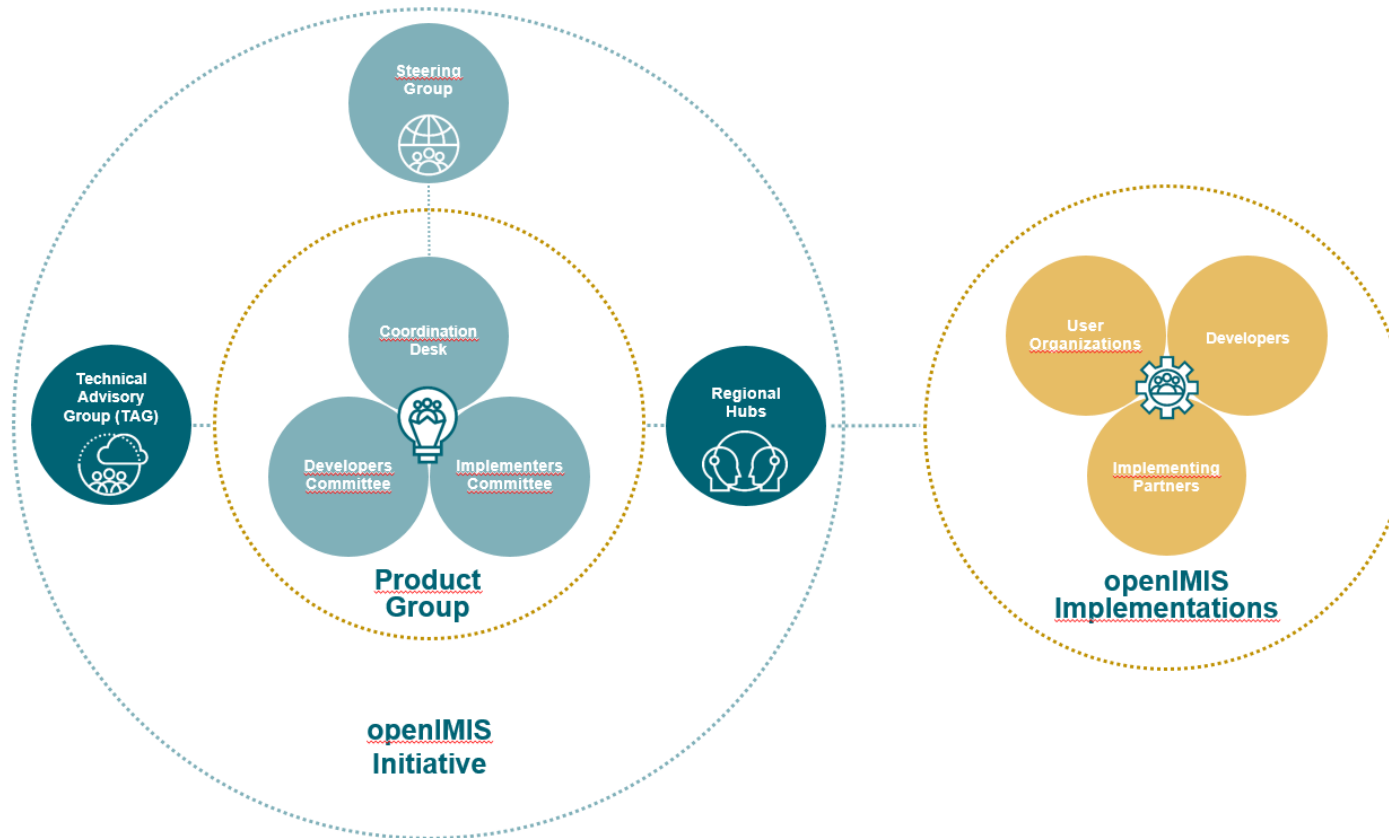 Steering
Group
Coordination
Desk
Technical
Advisory
Group (TAG)
Developers
Committee
Implementers
Committee
Regional
Hubs
Product
Group
openIMIS
Initiative
User
Organizations
Developers
Implementing
Partners
openIMIS
Implementations